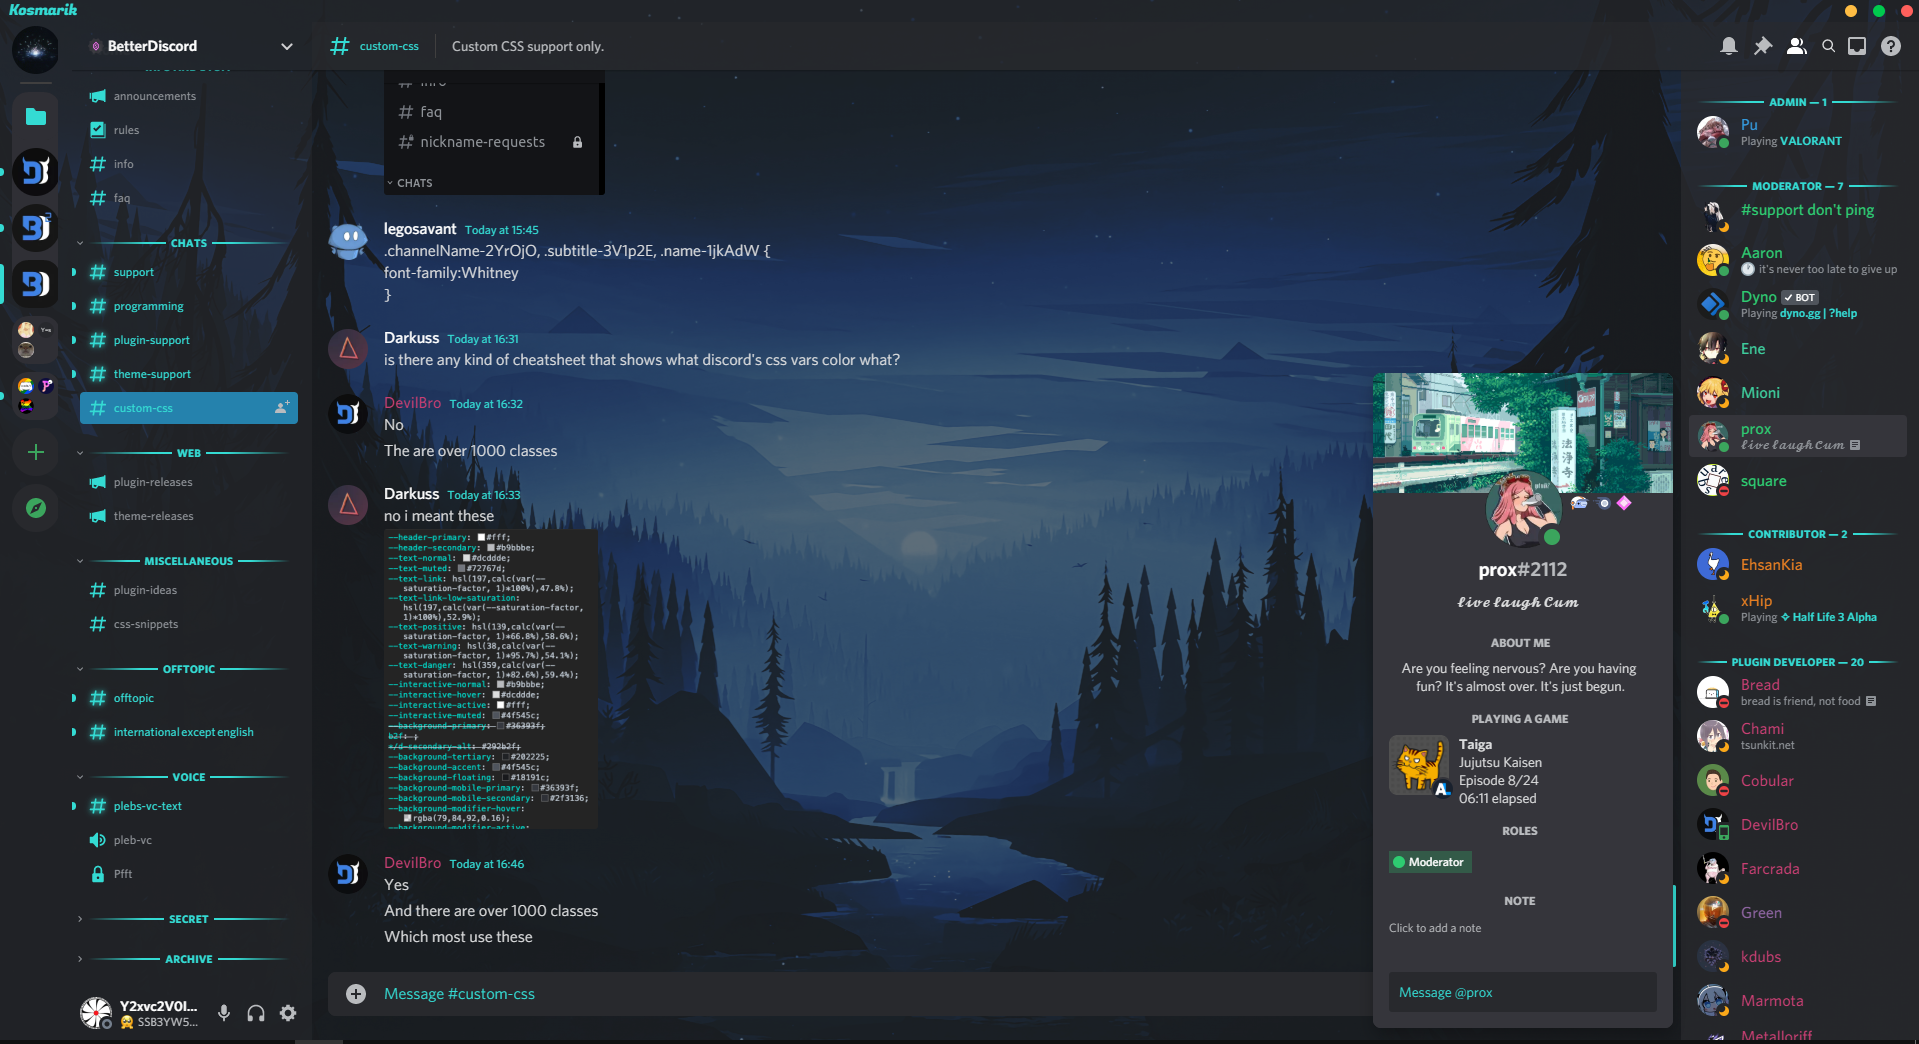 Kosmarik
BetterDiscord
announcements
rules
info
faq
CHATS
support
programming
plugin-support
theme-support
custom-css
WEB
plugin-releases
theme-releases
MISCELLANEOUS
plugin-ideas
css-snippets
OFFTOPIC
offtopic
international except english
VOICE
plebs-vc-text
pleb-vc
Pfft
SECRET
ARCHIVE
Y2xvc2V0I...
SSB3YW5...
custom-css
Custom CSS support only.
info
faq
nickname-requests
CHATS
legosavant Today at 15:45
.channelName-2YrOjO, .subtitle-3V1p2E, .name-1jkAdW {
font-family:Whitney
}
Darkuss Today at 16:31
is there any kind of cheatsheet that shows what discord's css vars color what?
DevilBro Today at 16:32
No
The are over 1000 classes
Darkuss Today at 16:33
no i meant these
--header-primary: #fff;
--header-secondary: #b9bbbe;
--text-normal: #dcddde;
--text-muted: #72767d;
--text-link: hsl(197,calc(var(--
saturation-factor, 1)*100%),47.8%);
--text-link-low-saturation:
hsl(197,calc(var(--saturation-factor,
1)*100%),52.9%);
--text-positive: hsl(139,calc(var(--
saturation-factor, 1)*66.8%),58.6%);
--text-warning: hsl(38,calc(var(--
saturation-factor, 1)*95.7%),54.1%);
--text-danger: hsl(359,calc(var(--
saturation-factor, 1)*82.6%),59.4%);
--interactive-normal: #b9bbbe;
--interactive-hover: #dcddde;
--interactive-active: #fff;
--interactive-muted: #4f545c;
--background-primary: #36393f;
b2f; ;
*/d-secondary-alt: #292b2f;
--background-tertiary: #202225;
--background-accent: #4f545c;
--background-floating: #18191c;
--background-mobile-primary: #36393f;
--background-mobile-secondary: #2f3136;
--background-modifier-hover:
rgba(79,84,92,0.16);
--background-modifier-active:
DevilBro Today at 16:46
Yes
And there are over 1000 classes
Which most use these
Message #custom-css
prox#2112
live laugh Cum
ABOUT ME
Are you feeling nervous? Are you having
fun? It's almost over. It's just begun.
PLAYING A GAME
Taiga
Jujutsu Kaisen
Episode 8/24
06:11 elapsed
ROLES
Moderator
NOTE
Click to add a note
Message @prox
ADMIN — 1
Pu
Playing VALORANT
MODERATOR — 7
#support don't ping
Aaron
it's never too late to give up
Dyno BOT
Playing dyno.gg | ?help
Ene
Mioni
prox
live laugh Cum
square
CONTRIBUTOR — 2
EhsanKia
xHip
Playing Half Life 3 Alpha
PLUGIN DEVELOPER — 20
Bread
bread is friend, not food
Chami
tsunkit.net
Cobular
DevilBro
Farcrada
Green
kdubs
Marmota
Metalloriff